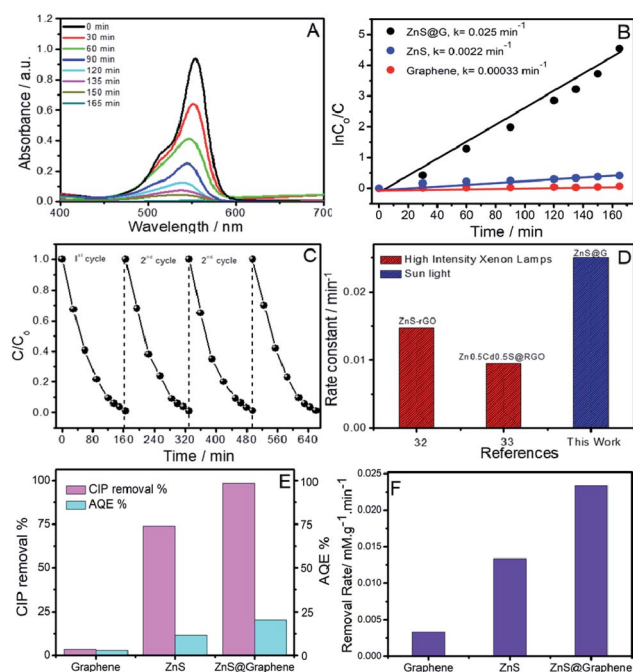 A
0 min
30 min
60 min
90 min
120 min
135 min
150 min
165 min
Absorbance / a.u.
1.0
0.8
0.6
0.4
0.2
0.0
400
500
600
700
Wavelength / nm
B
ZnS@G, k= 0.025 min⁻¹
ZnS, k= 0.0022 min⁻¹
Graphene, k= 0.00033 min⁻¹
lnC₀/C
5
4
3
2
1
0
0 20 40 60 80 100 120 140 160
Time / min
C
1ˢᵗ cycle
2ⁿᵈ cycle
2ⁿᵈ cycle
C/C₀
1.0
0.8
0.6
0.4
0.2
0.0
0 160 320 480 640
Time / min
D
High Intensity Xenon Lamps
Sun light
ZnS@G
ZnS-rGO
Zn0.5Cd0.5S@RGO
Rate constant / min⁻¹
0.02
0.01
0.00
32
33
This Work
References
E
CIP removal %
AQE %
CIP removal %
100
75
50
25
0
100
75
50
25
0
AQE %
Graphene
ZnS
ZnS@Graphene
F
Removal Rate/ mM.g⁻¹.min⁻¹
0.025
0.020
0.015
0.010
0.005
0.000
Graphene
ZnS
ZnS@Graphene